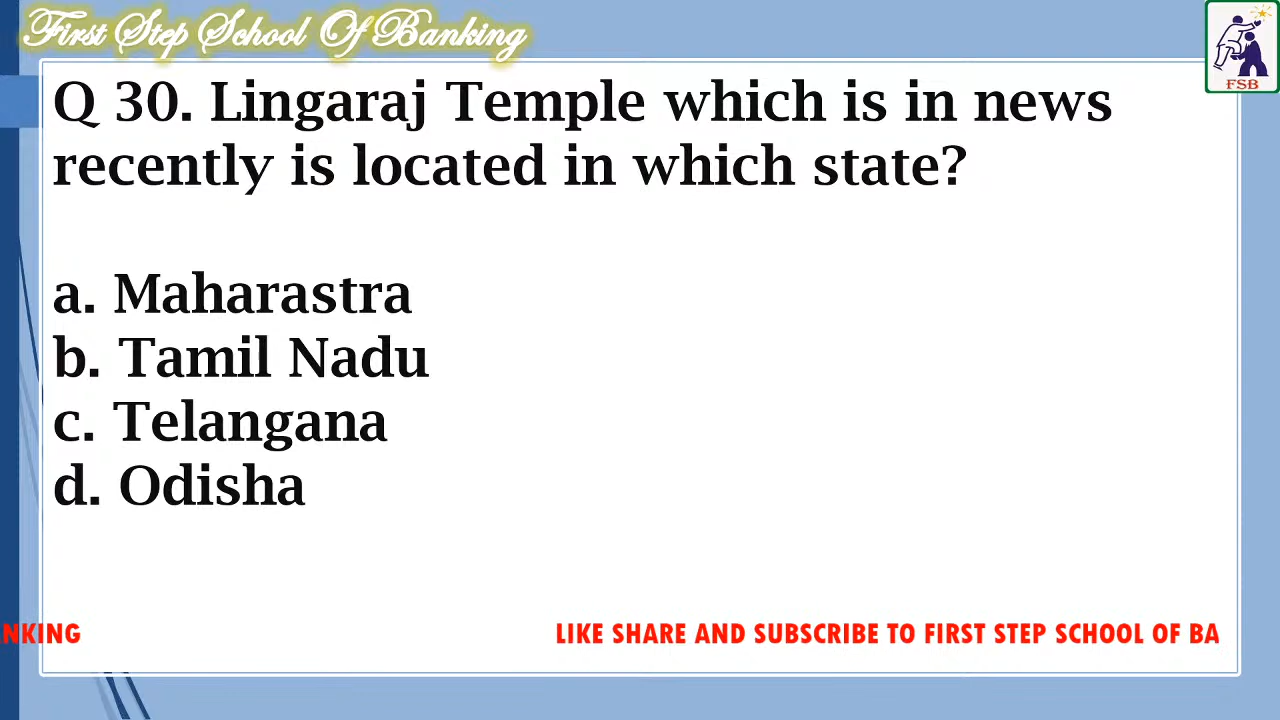 First Step School Of Banking
FSB
Q 30. Lingaraj Temple which is in news
recently is located in which state?
a. Maharastra
b. Tamil Nadu
c. Telangana
d. Odisha
NKING LIKE SHARE AND SUBSCRIBE TO FIRST STEP SCHOOL OF BA